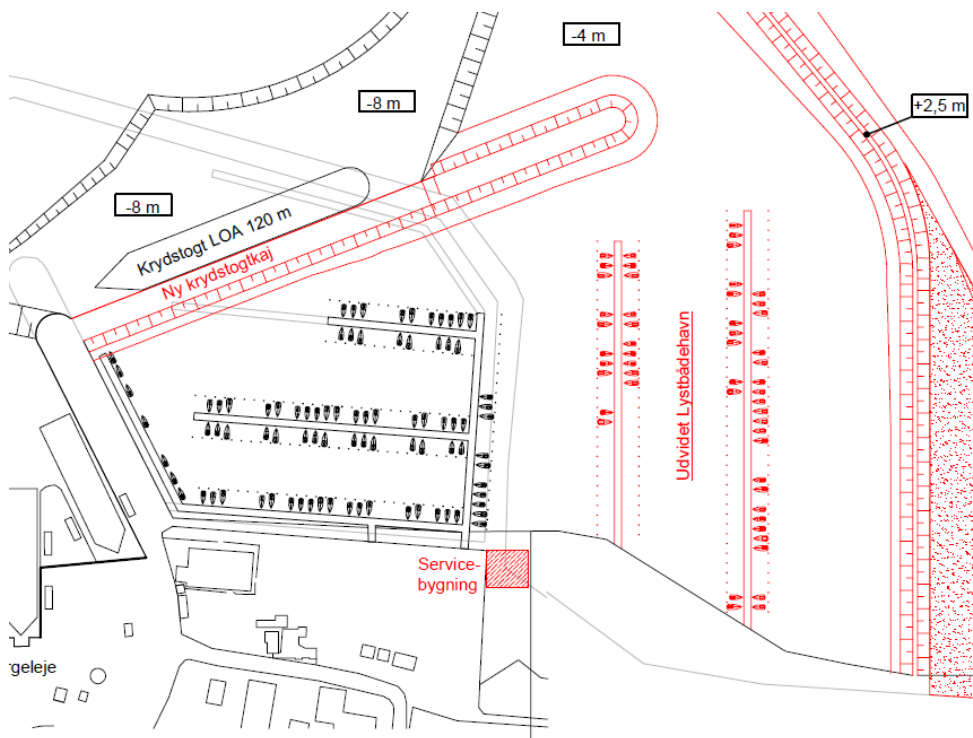 -4 m
-8 m
+2,5 m
-8 m
Krydstogt LOA 120 m
Ny krydstogtkaj
Udvidet Lystbådehavn
Service-
bygning
rgeleje